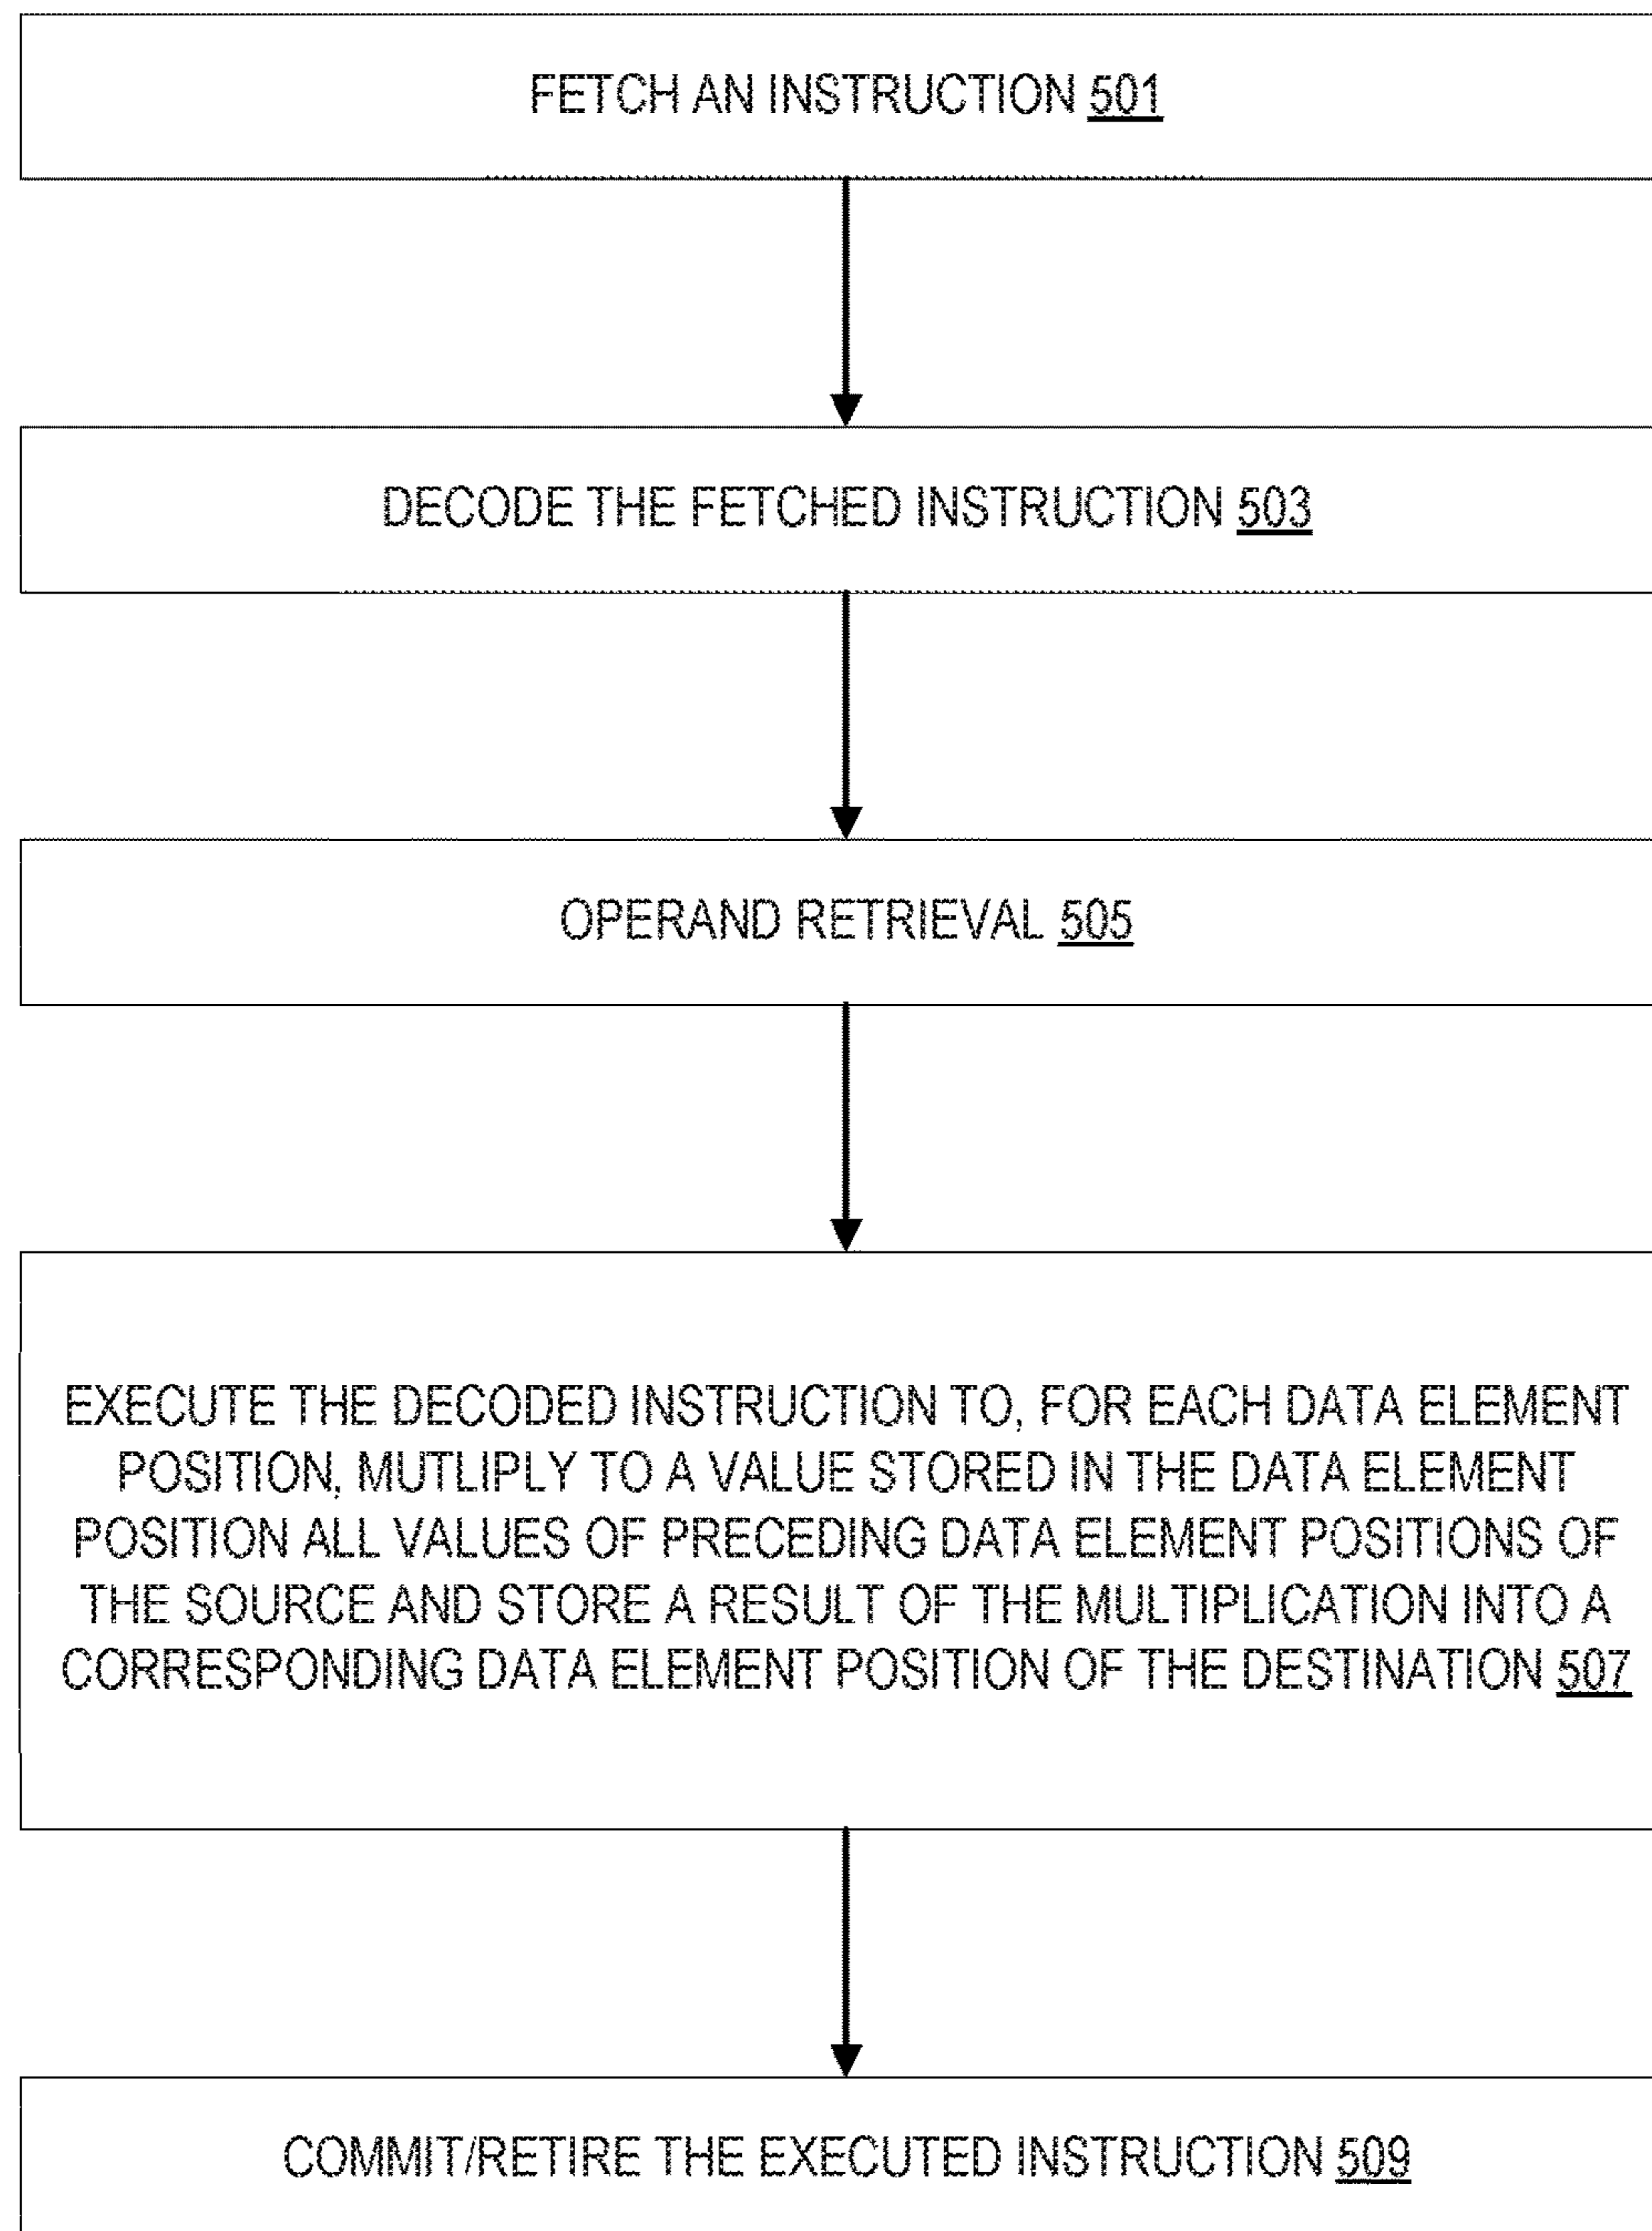 FETCH AN INSTRUCTION 501
DECODE THE FETCHED INSTRUCTION 503
OPERAND RETRIEVAL 505
EXECUTE THE DECODED INSTRUCTION TO, FOR EACH DATA ELEMENT
POSITION, MUTLIPLY TO A VALUE STORED IN THE DATA ELEMENT
POSITION ALL VALUES OF PRECEDING DATA ELEMENT POSITIONS OF
THE SOURCE AND STORE A RESULT OF THE MULTIPLICATION INTO A
CORRESPONDING DATA ELEMENT POSITION OF THE DESTINATION 507
COMMIT/RETIRE THE EXECUTED INSTRUCTION 509